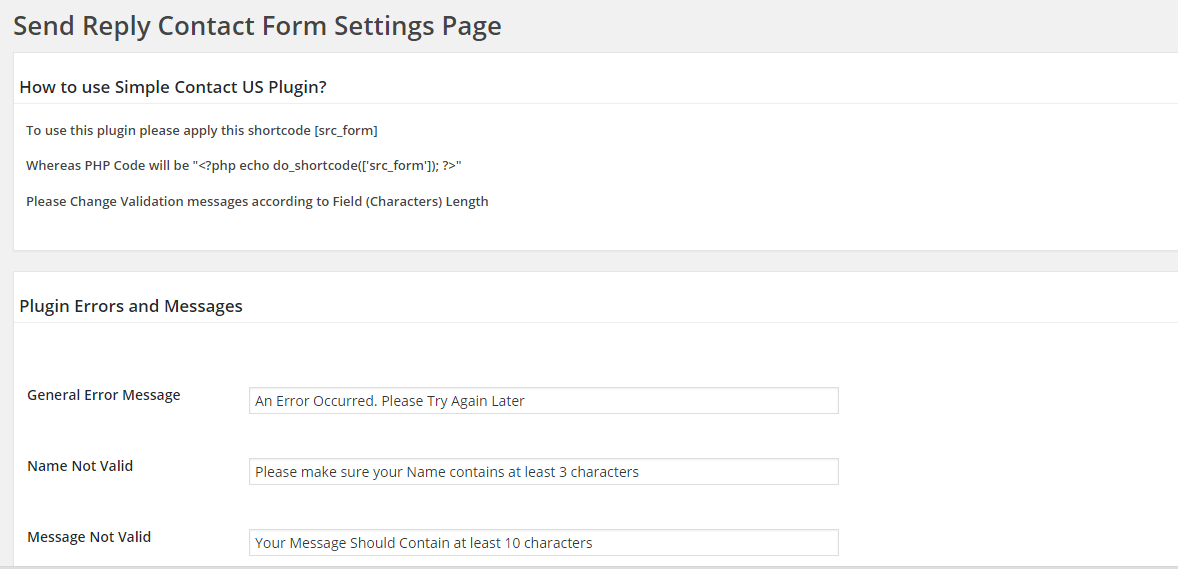 Send Reply Contact Form Settings Page
How to use Simple Contact US Plugin?
To use this plugin please apply this shortcode [src_form]
Whereas PHP Code will be "<?php echo do_shortcode(['src_form']); ?>"
Please Change Validation messages according to Field (Characters) Length
Plugin Errors and Messages
General Error Message
An Error Occurred. Please Try Again Later
Name Not Valid
Please make sure your Name contains at least 3 characters
Message Not Valid
Your Message Should Contain at least 10 characters